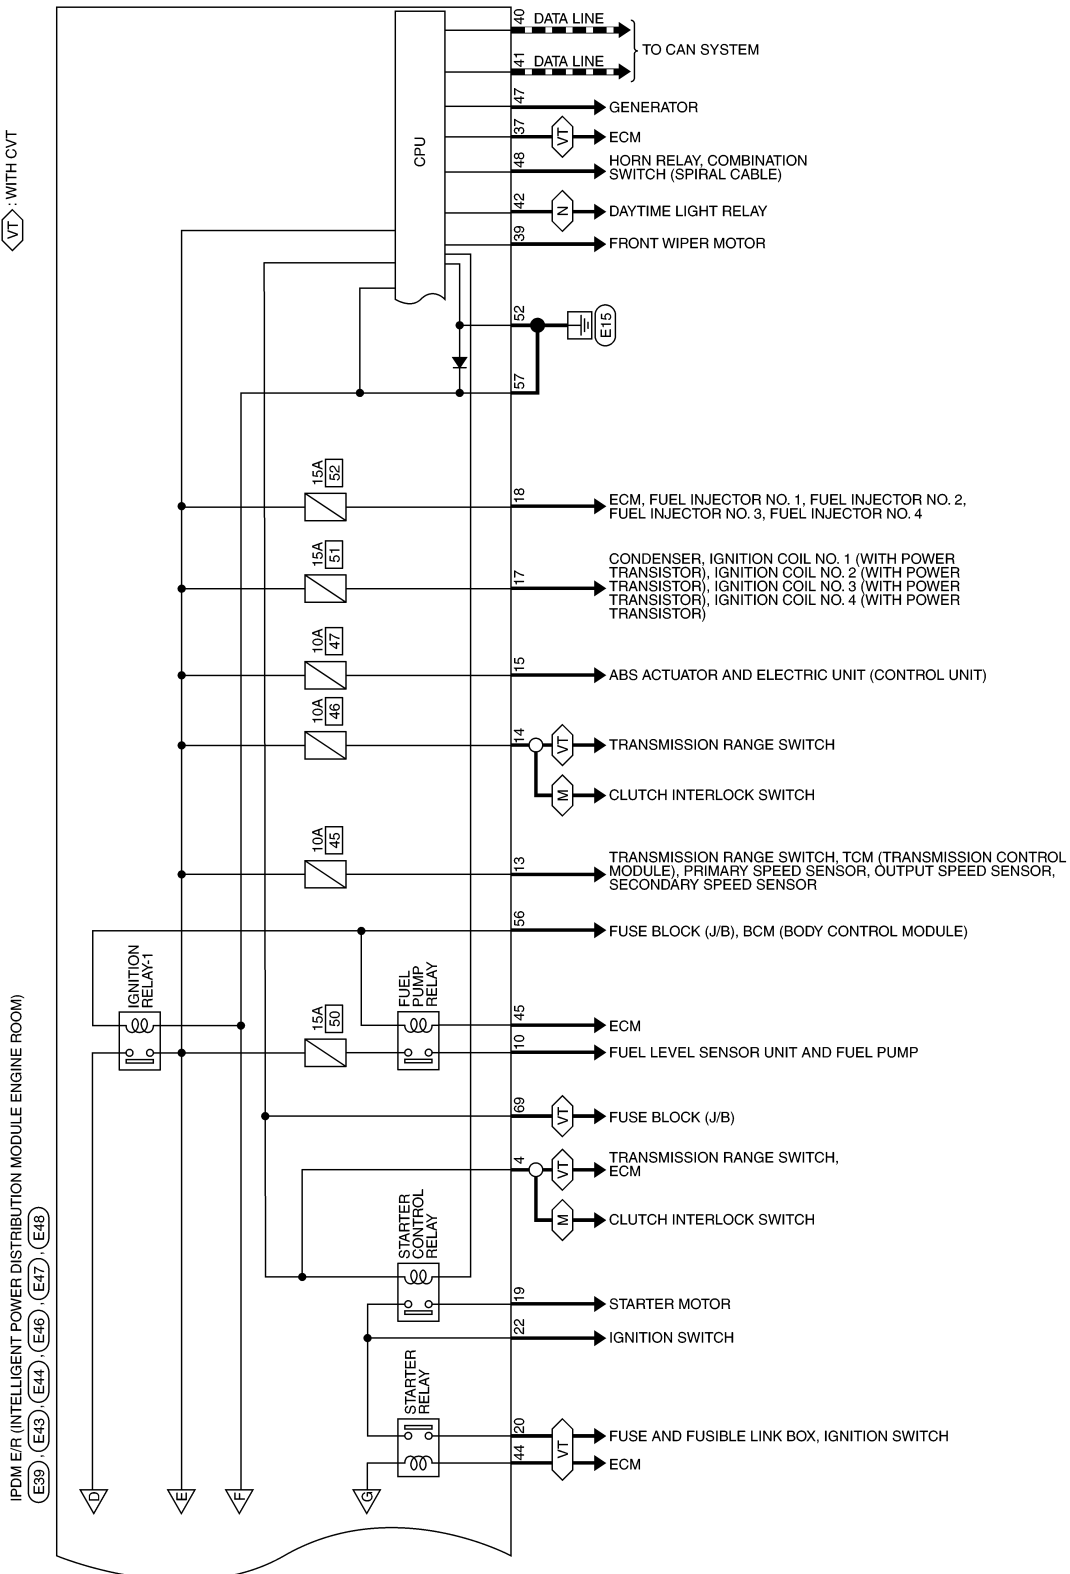 VT : WITH CVT
IPDM E/R (INTELLIGENT POWER DISTRIBUTION MODULE ENGINE ROOM)
E39 , E43 , E44 , E46 , E47 , E48
CPU
40 DATA LINE
41 DATA LINE
TO CAN SYSTEM
47 GENERATOR
37 VT ECM
48 HORN RELAY, COMBINATION
SWITCH (SPIRAL CABLE)
42 N DAYTIME LIGHT RELAY
39 FRONT WIPER MOTOR
52 E15
57
15A 52
18 ECM, FUEL INJECTOR NO. 1, FUEL INJECTOR NO. 2,
FUEL INJECTOR NO. 3, FUEL INJECTOR NO. 4
15A 51
17 CONDENSER, IGNITION COIL NO. 1 (WITH POWER
TRANSISTOR), IGNITION COIL NO. 2 (WITH POWER
TRANSISTOR), IGNITION COIL NO. 3 (WITH POWER
TRANSISTOR), IGNITION COIL NO. 4 (WITH POWER
TRANSISTOR)
10A 47
15 ABS ACTUATOR AND ELECTRIC UNIT (CONTROL UNIT)
10A 46
14 VT TRANSMISSION RANGE SWITCH
M CLUTCH INTERLOCK SWITCH
10A 45
13 TRANSMISSION RANGE SWITCH, TCM (TRANSMISSION CONTROL
MODULE), PRIMARY SPEED SENSOR, OUTPUT SPEED SENSOR,
SECONDARY SPEED SENSOR
56 FUSE BLOCK (J/B), BCM (BODY CONTROL MODULE)
IGNITION
RELAY-1
15A 50
FUEL
PUMP
RELAY
45 ECM
10 FUEL LEVEL SENSOR UNIT AND FUEL PUMP
69 VT FUSE BLOCK (J/B)
4 VT TRANSMISSION RANGE SWITCH,
ECM
M CLUTCH INTERLOCK SWITCH
STARTER
CONTROL
RELAY
19 STARTER MOTOR
22 IGNITION SWITCH
STARTER
RELAY
20 VT FUSE AND FUSIBLE LINK BOX, IGNITION SWITCH
44 ECM
D E F G